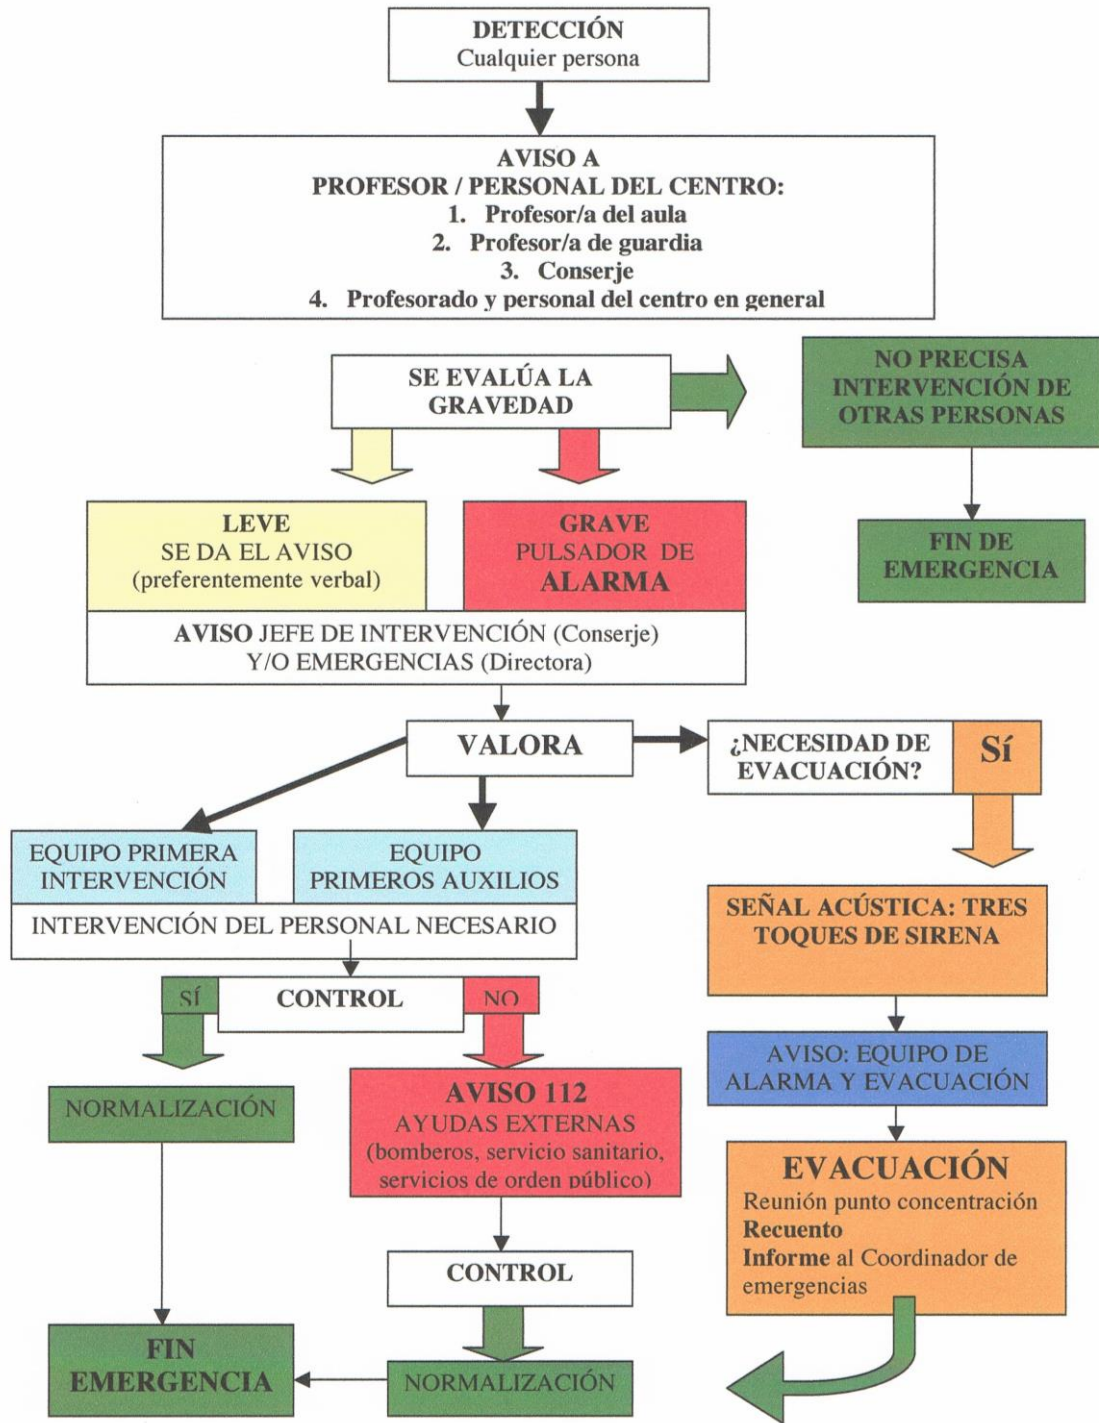 DETECCIÓN
Cualquier persona
AVISO A
PROFESOR / PERSONAL DEL CENTRO:
1. Profesor/a del aula
2. Profesor/a de guardia
3. Conserje
4. Profesorado y personal del centro en general
SE EVALÚA LA
GRAVEDAD
NO PRECISA
INTERVENCIÓN DE
OTRAS PERSONAS
LEVE
SE DA EL AVISO
(preferentemente verbal)
GRAVE
PULSADOR DE
ALARMA
FIN DE
EMERGENCIA
AVISO JEFE DE INTERVENCIÓN (Conserje)
Y/O EMERGENCIAS (Directora)
VALORA
¿NECESIDAD DE
EVACUACIÓN?
Sí
EQUIPO PRIMERA
INTERVENCIÓN
EQUIPO
PRIMEROS AUXILIOS
INTERVENCIÓN DEL PERSONAL NECESARIO
SEÑAL ACÚSTICA: TRES
TOQUES DE SIRENA
SÍ
CONTROL
NO
AVISO: EQUIPO DE
ALARMA Y EVACUACIÓN
NORMALIZACIÓN
AVISO 112
AYUDAS EXTERNAS
(bomberos, servicio sanitario,
servicios de orden público)
EVACUACIÓN
Reunión punto concentración
Recuento
Informe al Coordinador de
emergencias
CONTROL
FIN
EMERGENCIA
NORMALIZACIÓN